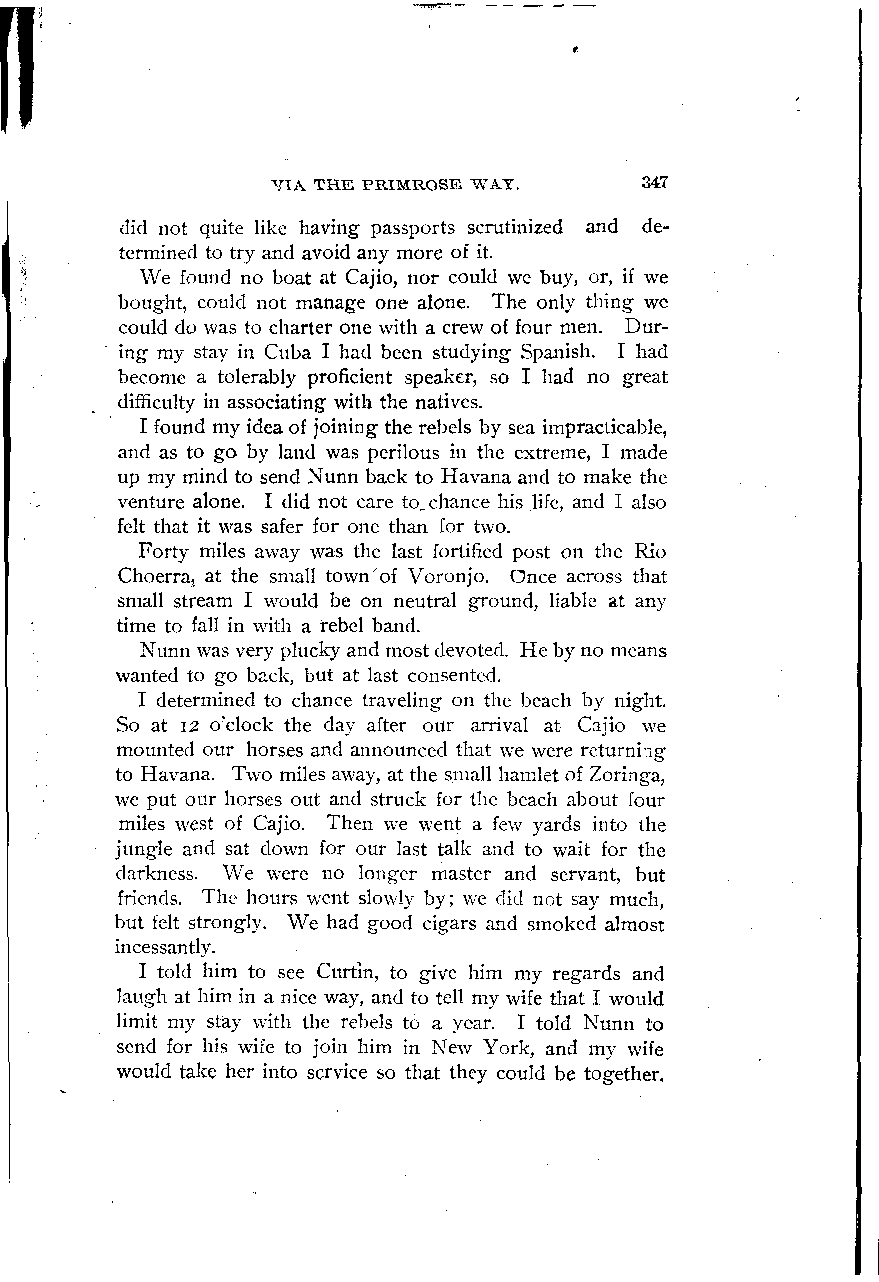 VIA THE PRIMROSE WAY. 347
did not quite like having passports scrutinized and de-
termined to try and avoid any more of it.
We found no boat at Cajio, nor could we buy, or, if we
bought, could not manage one alone. The only thing we
could do was to charter one with a crew of four men. Dur-
ing my stay in Cuba I had been studying Spanish. I had
become a tolerably proficient speaker, so I had no great
difficulty in associating with the natives.
I found my idea of joining the rebels by sea impracticable,
and as to go by land was perilous in the extreme, I made
up my mind to send Nunn back to Havana and to make the
venture alone. I did not care to chance his life, and I also
felt that it was safer for one than for two.
Forty miles away was the last fortified post on the Rio
Choerra, at the small town of Voronjo. Once across that
small stream I would be on neutral ground, liable at any
time to fall in with a rebel band.
Nunn was very plucky and most devoted. He by no means
wanted to go back, but at last consented.
I determined to chance traveling on the beach by night.
So at 12 o'clock the day after our arrival at Cajio we
mounted our horses and announced that we were returning
to Havana. Two miles away, at the small hamlet of Zoringa,
we put our horses out and struck for the beach about four
miles west of Cajio. Then we went a few yards into the
jungle and sat down for our last talk and to wait for the
darkness. We were no longer master and servant, but
friends. The hours went slowly by; we did not say much,
but felt strongly. We had good cigars and smoked almost
incessantly.
I told him to see Curtin, to give him my regards and
laugh at him in a nice way, and to tell my wife that I would
limit my stay with the rebels to a year. I told Nunn to
send for his wife to join him in New York, and my wife
would take her into service so that they could be together.